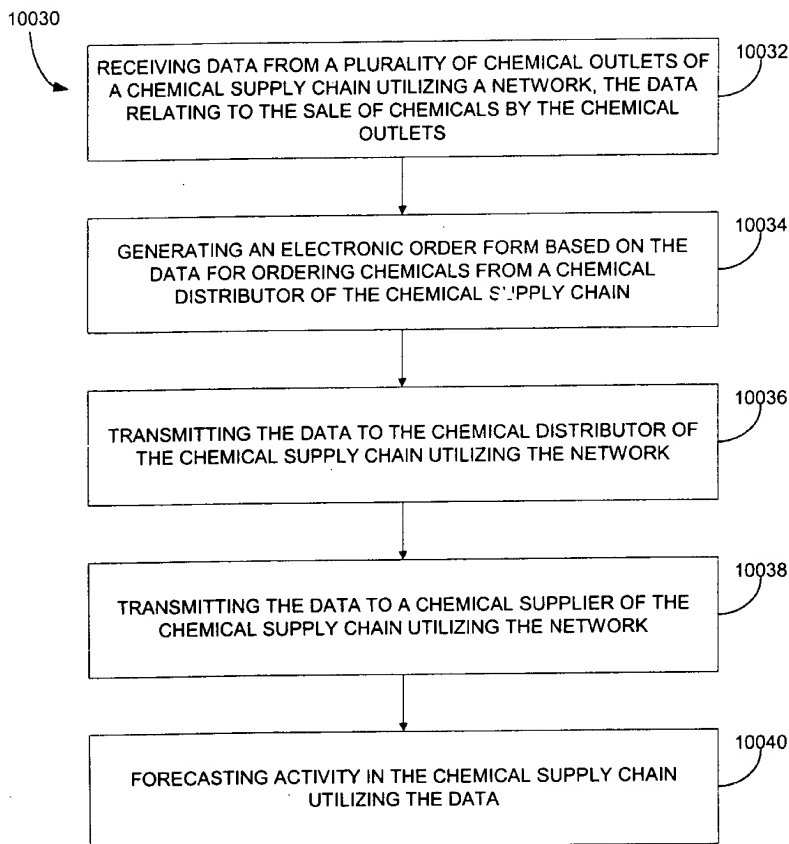 10030
10032
RECEIVING DATA FROM A PLURALITY OF CHEMICAL OUTLETS OF
A CHEMICAL SUPPLY CHAIN UTILIZING A NETWORK, THE DATA
RELATING TO THE SALE OF CHEMICALS BY THE CHEMICAL
OUTLETS
10034
GENERATING AN ELECTRONIC ORDER FORM BASED ON THE
DATA FOR ORDERING CHEMICALS FROM A CHEMICAL
DISTRIBUTOR OF THE CHEMICAL SUPPLY CHAIN
10036
TRANSMITTING THE DATA TO THE CHEMICAL DISTRIBUTOR OF
THE CHEMICAL SUPPLY CHAIN UTILIZING THE NETWORK
10038
TRANSMITTING THE DATA TO A CHEMICAL SUPPLIER OF THE
CHEMICAL SUPPLY CHAIN UTILIZING THE NETWORK
10040
FORECASTING ACTIVITY IN THE CHEMICAL SUPPLY CHAIN
UTILIZING THE DATA